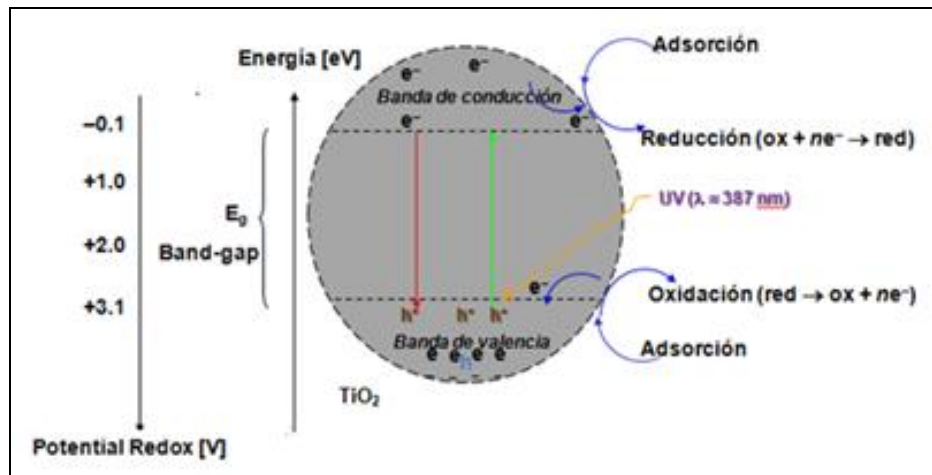 Energía [eV]
Adsorción
e⁻ e⁻
Banda de conducción
–0.1
e⁻ e⁻
Reducción (ox + ne⁻ → red)
+1.0
UV (λ = 387 nm)
E₉
+2.0
Band-gap
e⁻
+3.1
Oxidación (red → ox + ne⁻)
h⁺ h⁺ h⁺
Banda de valencia
Adsorción
e e e e
TiO₂
Potential Redox [V]